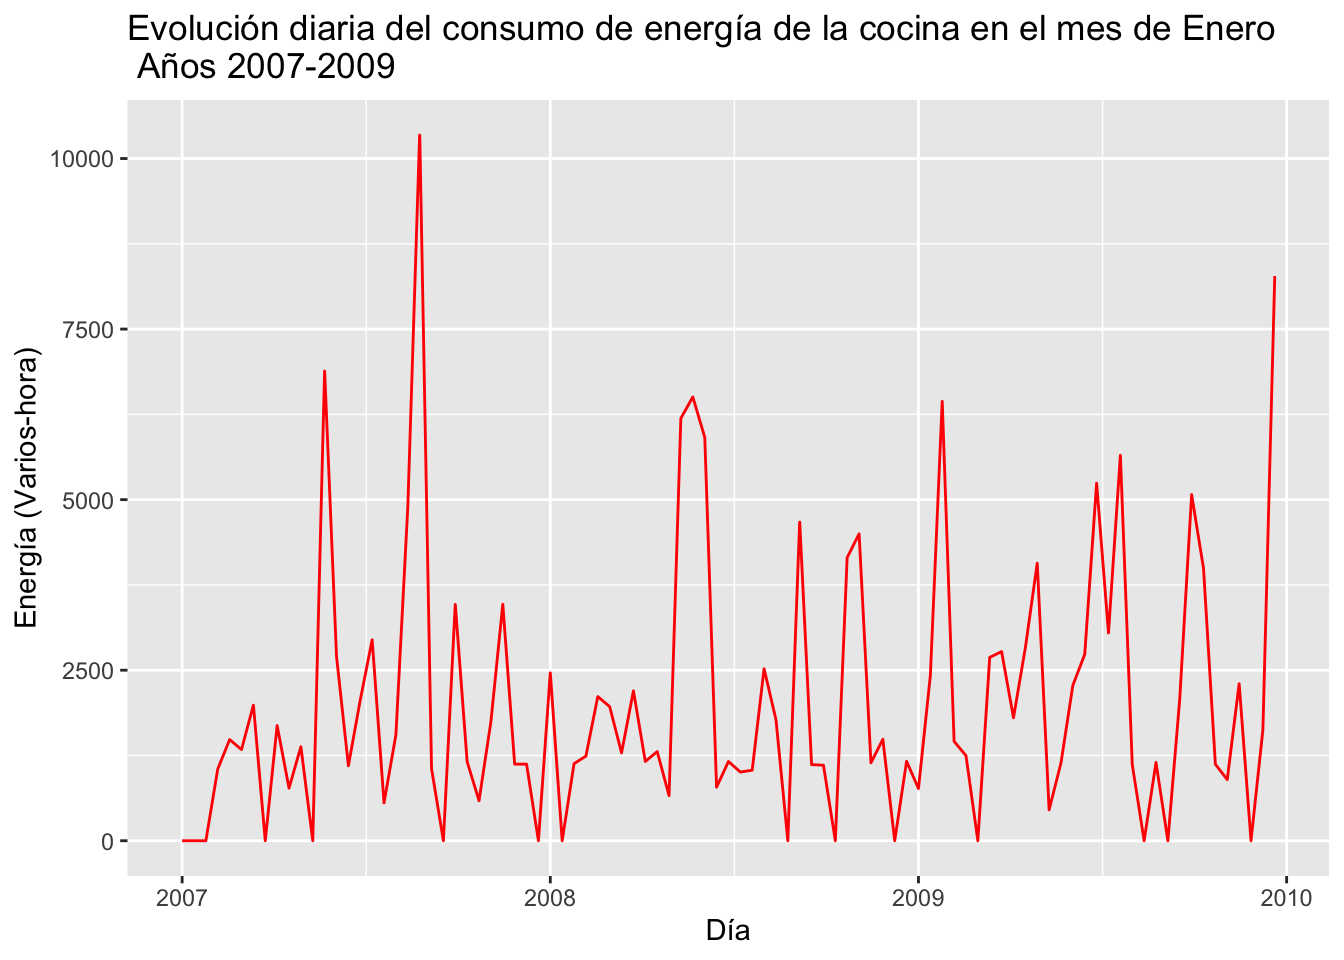 Evolución diaria del consumo de energía de la cocina en el mes de Enero
Años 2007-2009
Energía (Varios-hora)
10000
7500
5000
2500
0
2007
2008
2009
2010
Día